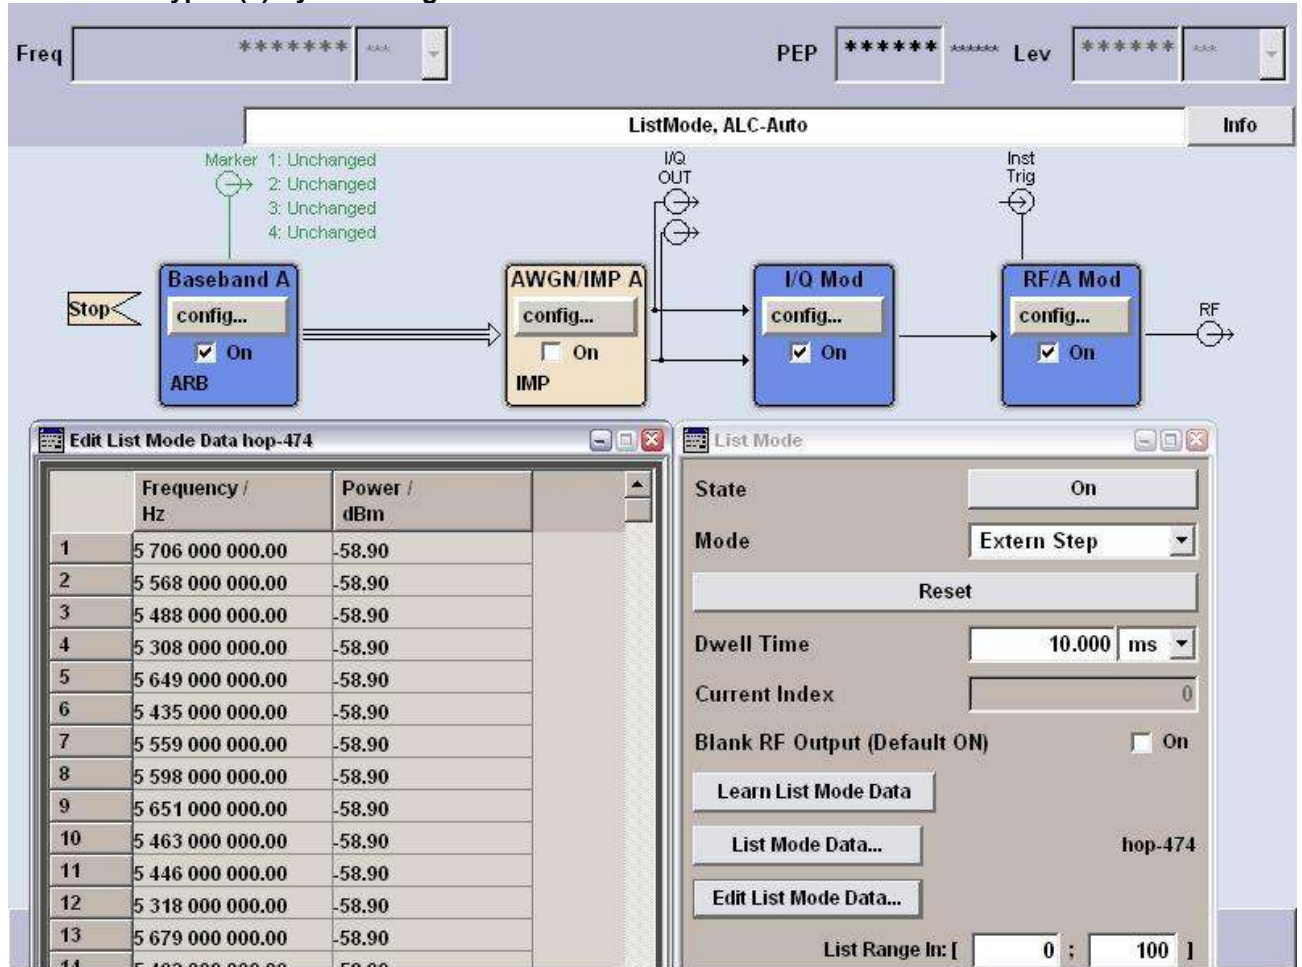 Freq ******* *** PEP ****** ****** Lev ****** ***
ListMode, ALC-Auto Info
Marker 1: Unchanged
2: Unchanged
3: Unchanged
4: Unchanged
I/Q
OUT
Inst
Trig
Stop
Baseband A
config...
On
ARB
AWGN/IMP A
config...
On
IMP
I/Q Mod
config...
On
RF/A Mod
config...
On
RF
Edit List Mode Data hop-474
Frequency / Power /
Hz dBm
1 5 706 000 000.00 -58.90
2 5 568 000 000.00 -58.90
3 5 488 000 000.00 -58.90
4 5 308 000 000.00 -58.90
5 5 649 000 000.00 -58.90
6 5 435 000 000.00 -58.90
7 5 559 000 000.00 -58.90
8 5 598 000 000.00 -58.90
9 5 651 000 000.00 -58.90
10 5 463 000 000.00 -58.90
11 5 446 000 000.00 -58.90
12 5 318 000 000.00 -58.90
13 5 679 000 000.00 -58.90
14
List Mode
State On
Mode Extern Step
Reset
Dwell Time 10.000 ms
Current Index 0
Blank RF Output (Default ON) On
Learn List Mode Data
List Mode Data... hop-474
Edit List Mode Data...
List Range In: [ 0 ; 100 ]